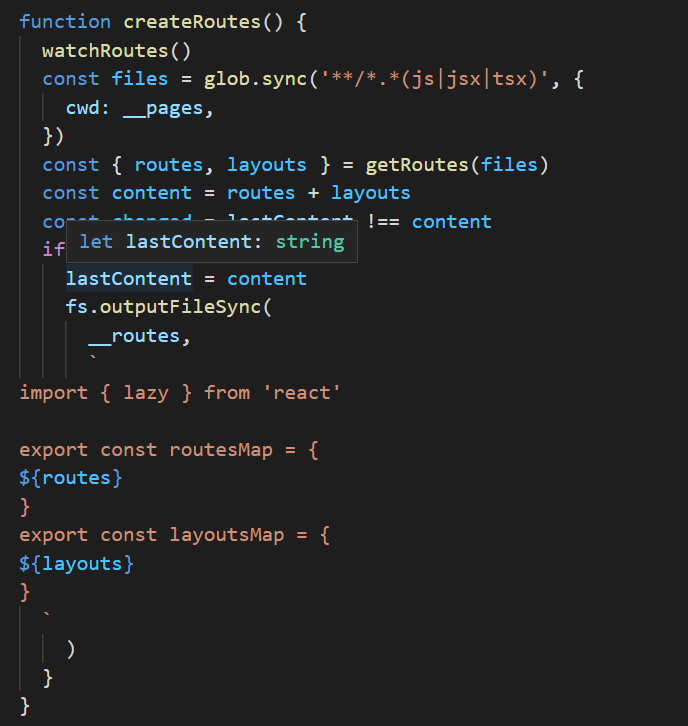 function createRoutes() {
watchRoutes()
const files = glob.sync('**/*.*(js|jsx|tsx)', {
cwd: __pages,
})
const { routes, layouts } = getRoutes(files)
const content = routes + layouts
const changed = lastContent !== content
let lastContent: string
if
lastContent = content
fs.outputFileSync(
__routes,
`
import { lazy } from 'react'
export const routesMap = {
${routes}
}
export const layoutsMap = {
${layouts}
}
`
)
}
}